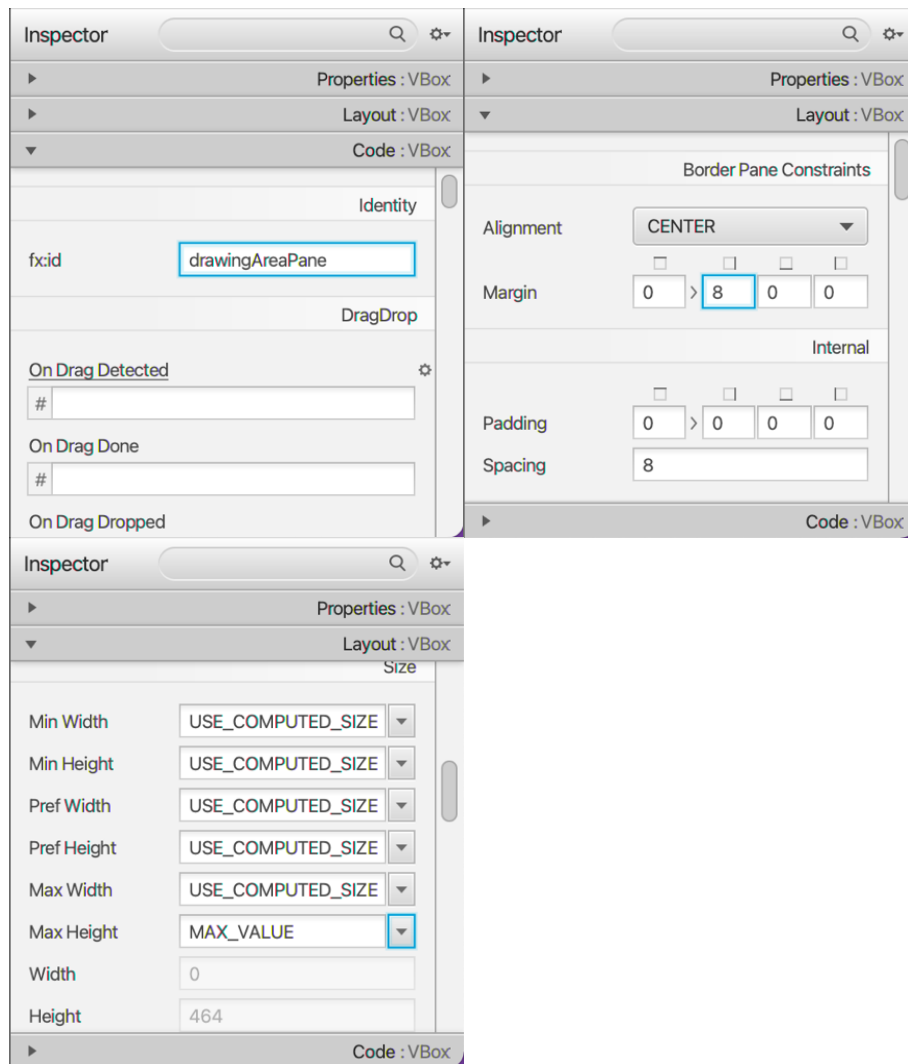 Inspector
Properties : VBox
Layout : VBox
Code : VBox
Identity
fx:id drawingAreaPane
DragDrop
On Drag Detected
#
On Drag Done
#
On Drag Dropped
Inspector
Properties : VBox
Layout : VBox
Border Pane Constraints
Alignment CENTER
Margin 0 > 8 0 0
Internal
Padding 0 > 0 0 0
Spacing 8
Code : VBox
Inspector
Properties : VBox
Layout : VBox
Size
Min Width USE_COMPUTED_SIZE
Min Height USE_COMPUTED_SIZE
Pref Width USE_COMPUTED_SIZE
Pref Height USE_COMPUTED_SIZE
Max Width USE_COMPUTED_SIZE
Max Height MAX_VALUE
Width 0
Height 464
Code : VBox